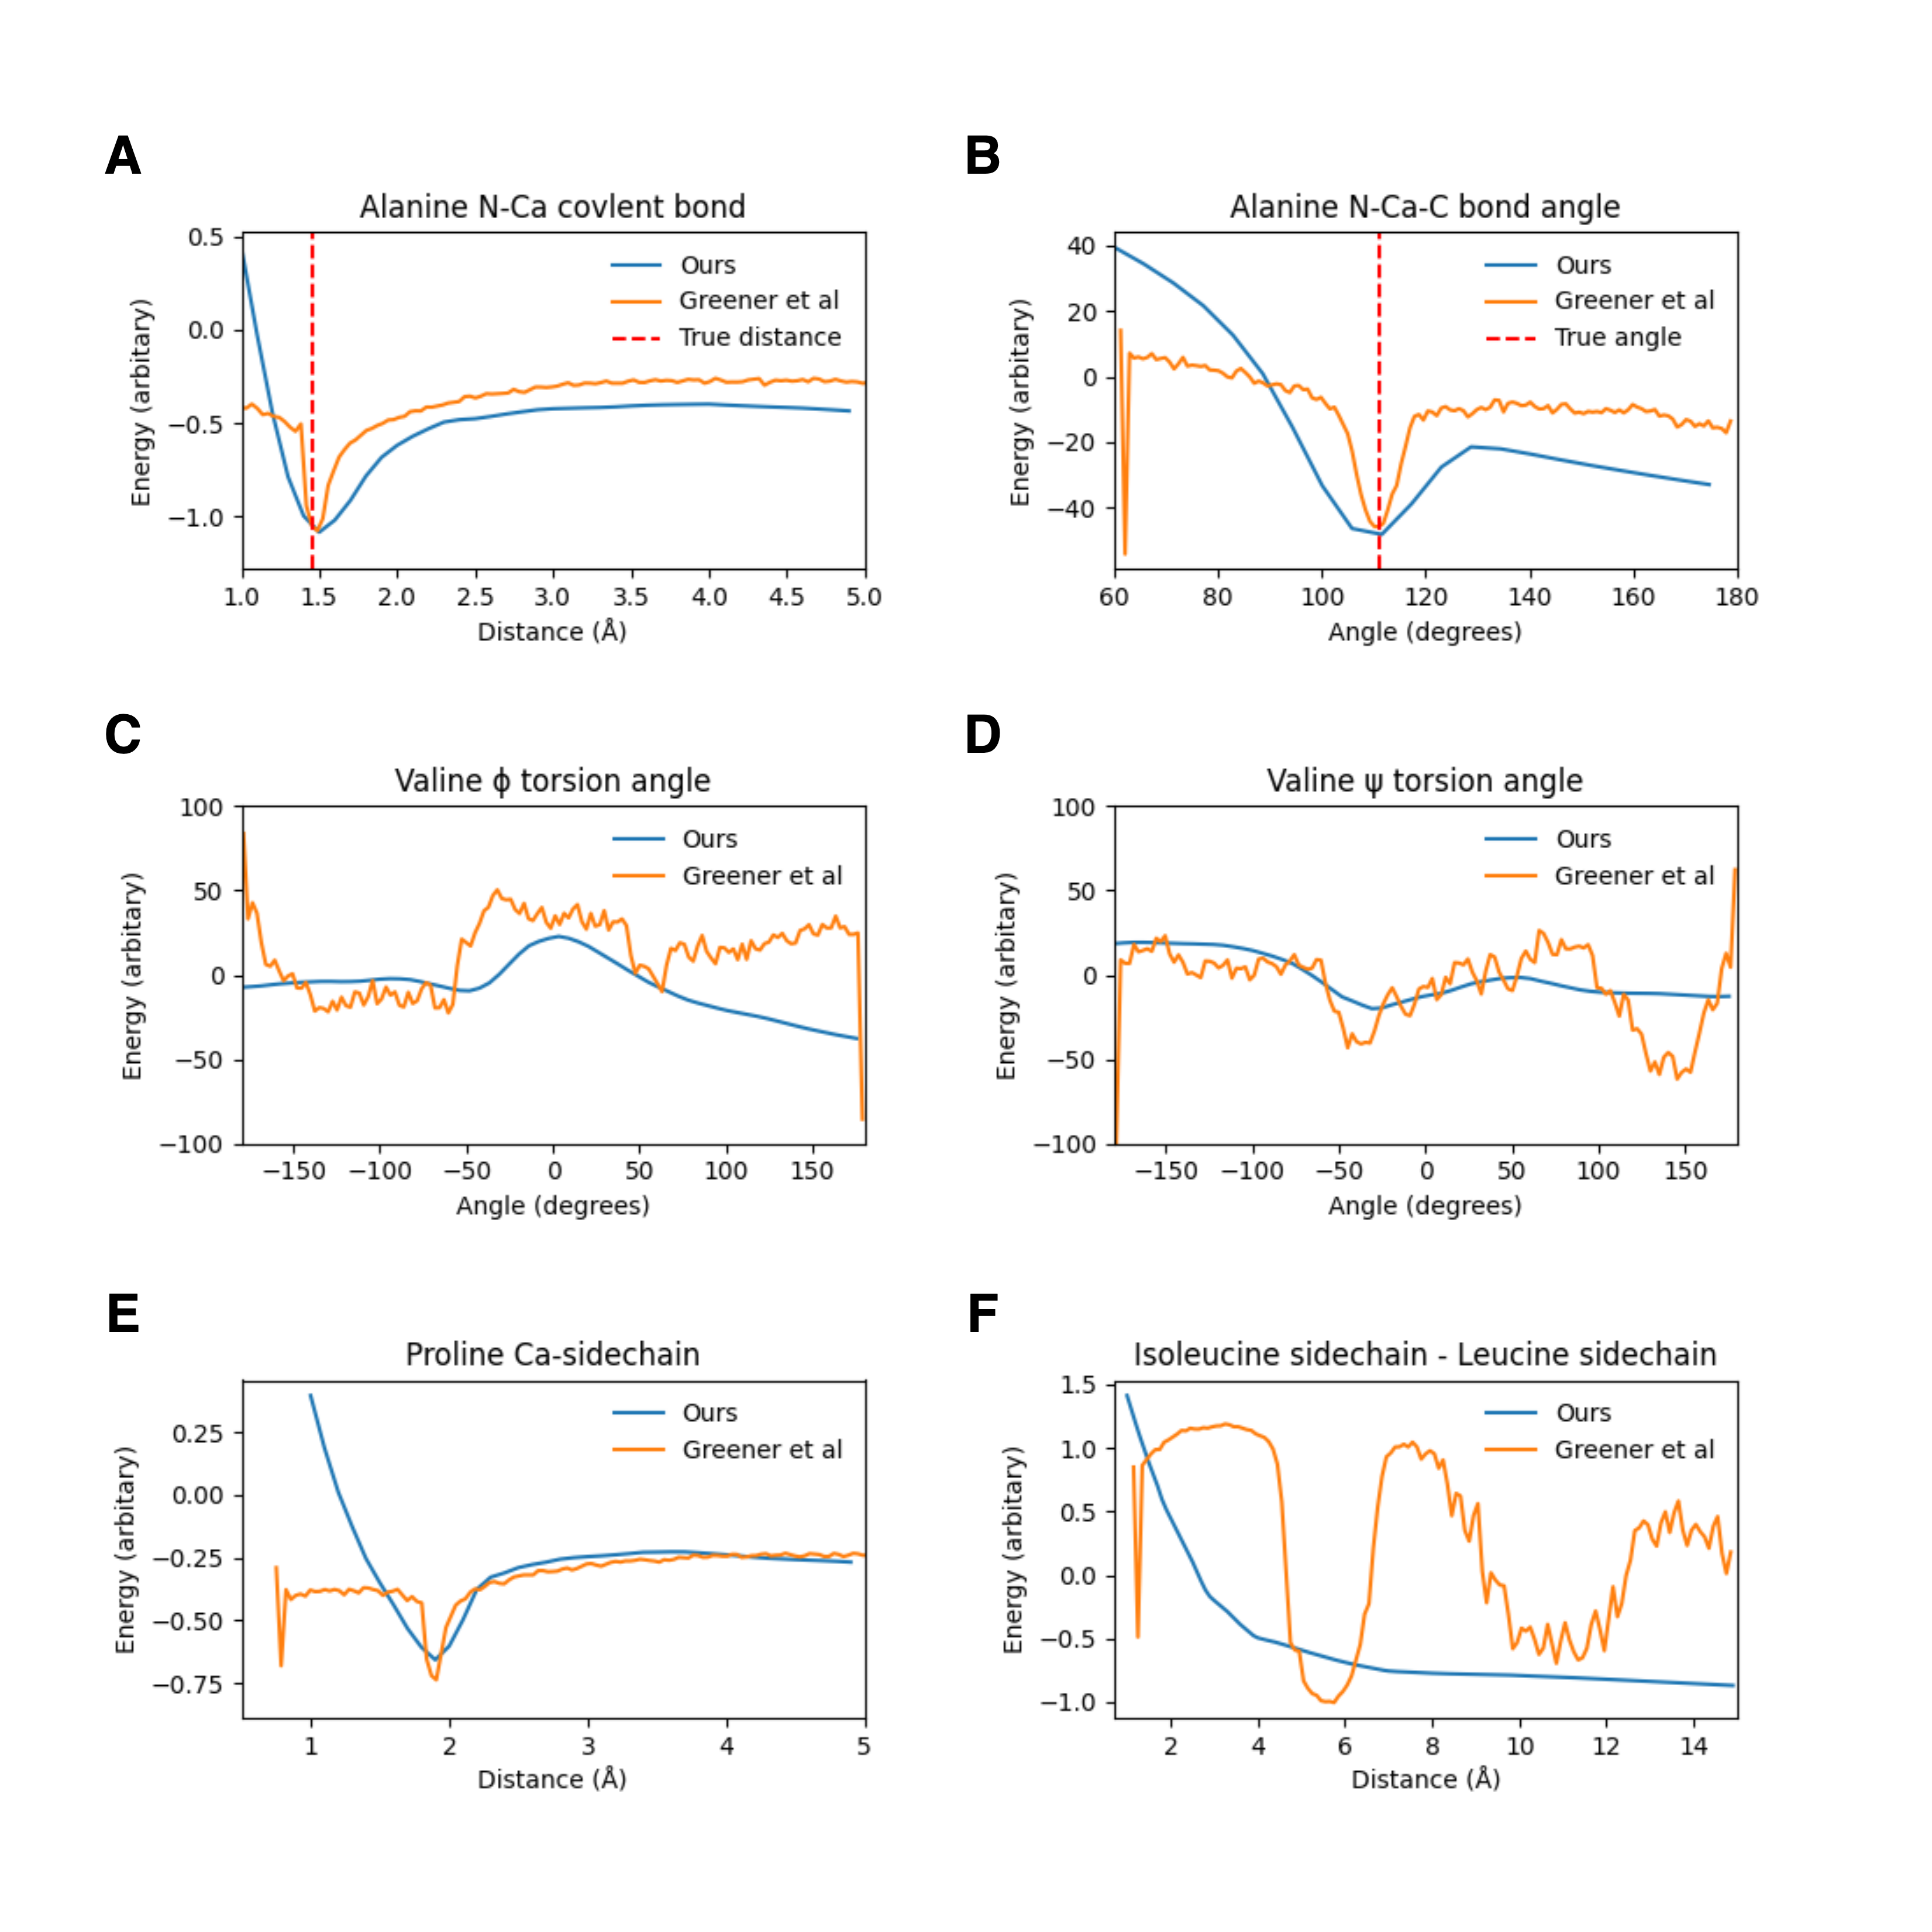 A
Alanine N-Ca covlent bond
Energy (arbitary)
0.5
0.0
−0.5
−1.0
Ours
Greener et al
True distance
1.0 1.5 2.0 2.5 3.0 3.5 4.0 4.5 5.0
Distance (Å)
B
Alanine N-Ca-C bond angle
Energy (arbitary)
40
20
0
−20
−40
Ours
Greener et al
True angle
60 80 100 120 140 160 180
Angle (degrees)
C
Valine ϕ torsion angle
Energy (arbitary)
100
50
0
−50
−100
Ours
Greener et al
−150 −100 −50 0 50 100 150
Angle (degrees)
D
Valine ψ torsion angle
Energy (arbitary)
100
50
0
−50
−100
Ours
Greener et al
−150 −100 −50 0 50 100 150
Angle (degrees)
E
Proline Ca-sidechain
Energy (arbitary)
0.25
0.00
−0.25
−0.50
−0.75
Ours
Greener et al
1 2 3 4 5
Distance (Å)
F
Isoleucine sidechain - Leucine sidechain
Energy (arbitary)
1.5
1.0
0.5
0.0
−0.5
−1.0
Ours
Greener et al
2 4 6 8 10 12 14
Distance (Å)